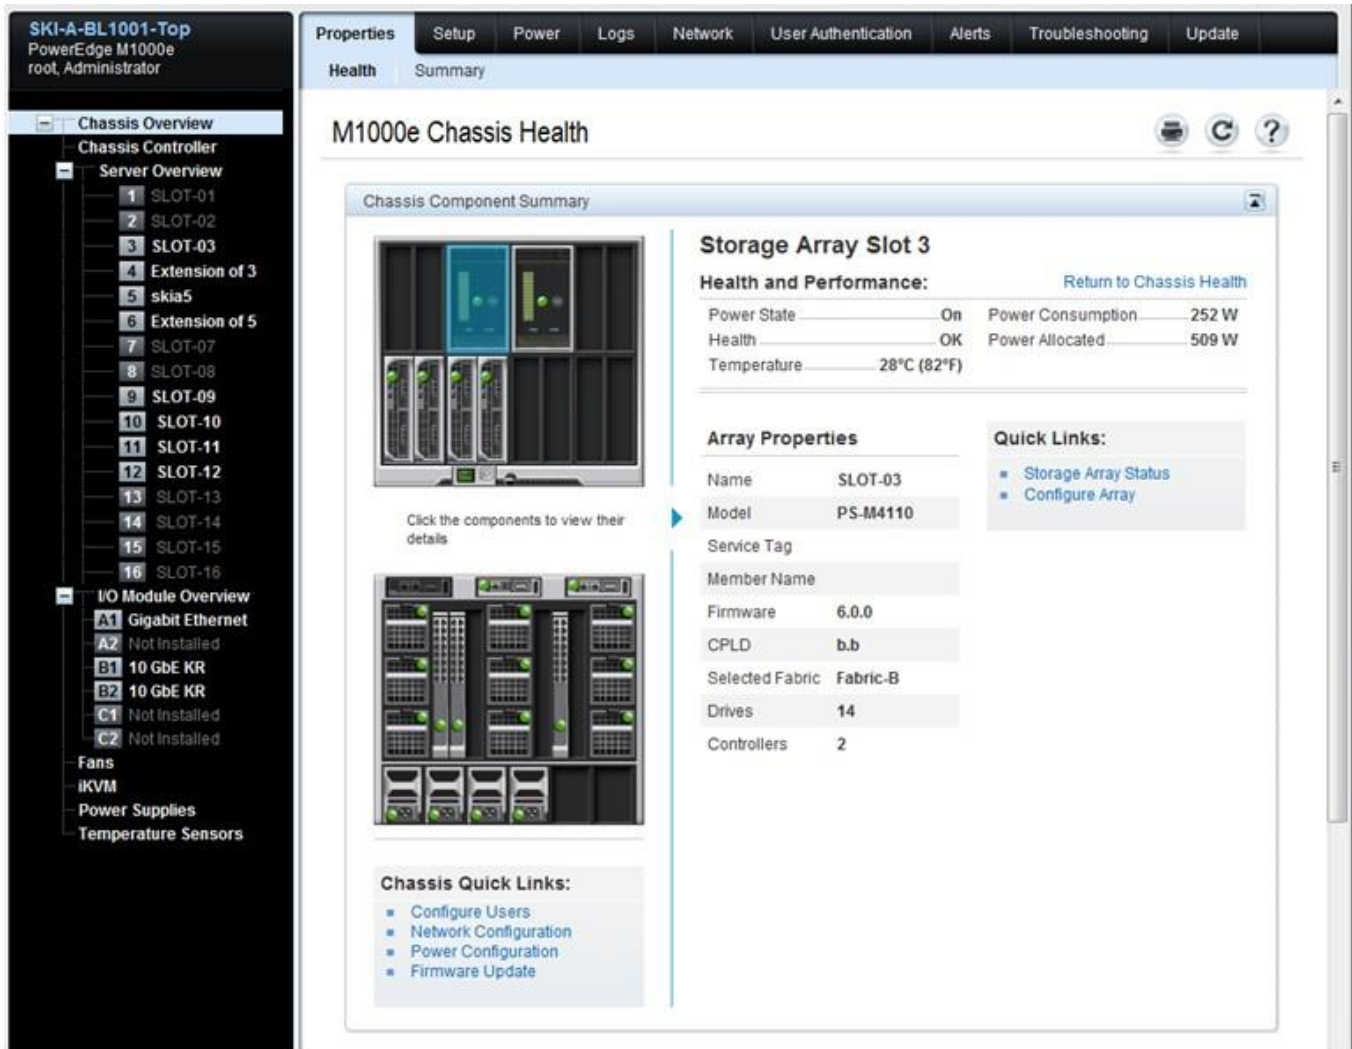 SKI-A-BL1001-Top
PowerEdge M1000e
root, Administrator
Properties Setup Power Logs Network User Authentication Alerts Troubleshooting Update
Health Summary
Chassis Overview
Chassis Controller
Server Overview
1 SLOT-01
2 SLOT-02
3 SLOT-03
4 Extension of 3
5 skia5
6 Extension of 5
7 SLOT-07
8 SLOT-08
9 SLOT-09
10 SLOT-10
11 SLOT-11
12 SLOT-12
13 SLOT-13
14 SLOT-14
15 SLOT-15
16 SLOT-16
I/O Module Overview
A1 Gigabit Ethernet
A2 Not Installed
B1 10 GbE KR
B2 10 GbE KR
C1 Not Installed
C2 Not Installed
Fans
iKVM
Power Supplies
Temperature Sensors
M1000e Chassis Health
?
Chassis Component Summary
Click the components to view their
details
Chassis Quick Links:
Configure Users
Network Configuration
Power Configuration
Firmware Update
Storage Array Slot 3
Health and Performance: Return to Chassis Health
Power State On Power Consumption 252 W
Health OK Power Allocated 509 W
Temperature 28°C (82°F)
Array Properties
Name SLOT-03
Model PS-M4110
Service Tag
Member Name
Firmware 6.0.0
CPLD b.b
Selected Fabric Fabric-B
Drives 14
Controllers 2
Quick Links:
Storage Array Status
Configure Array